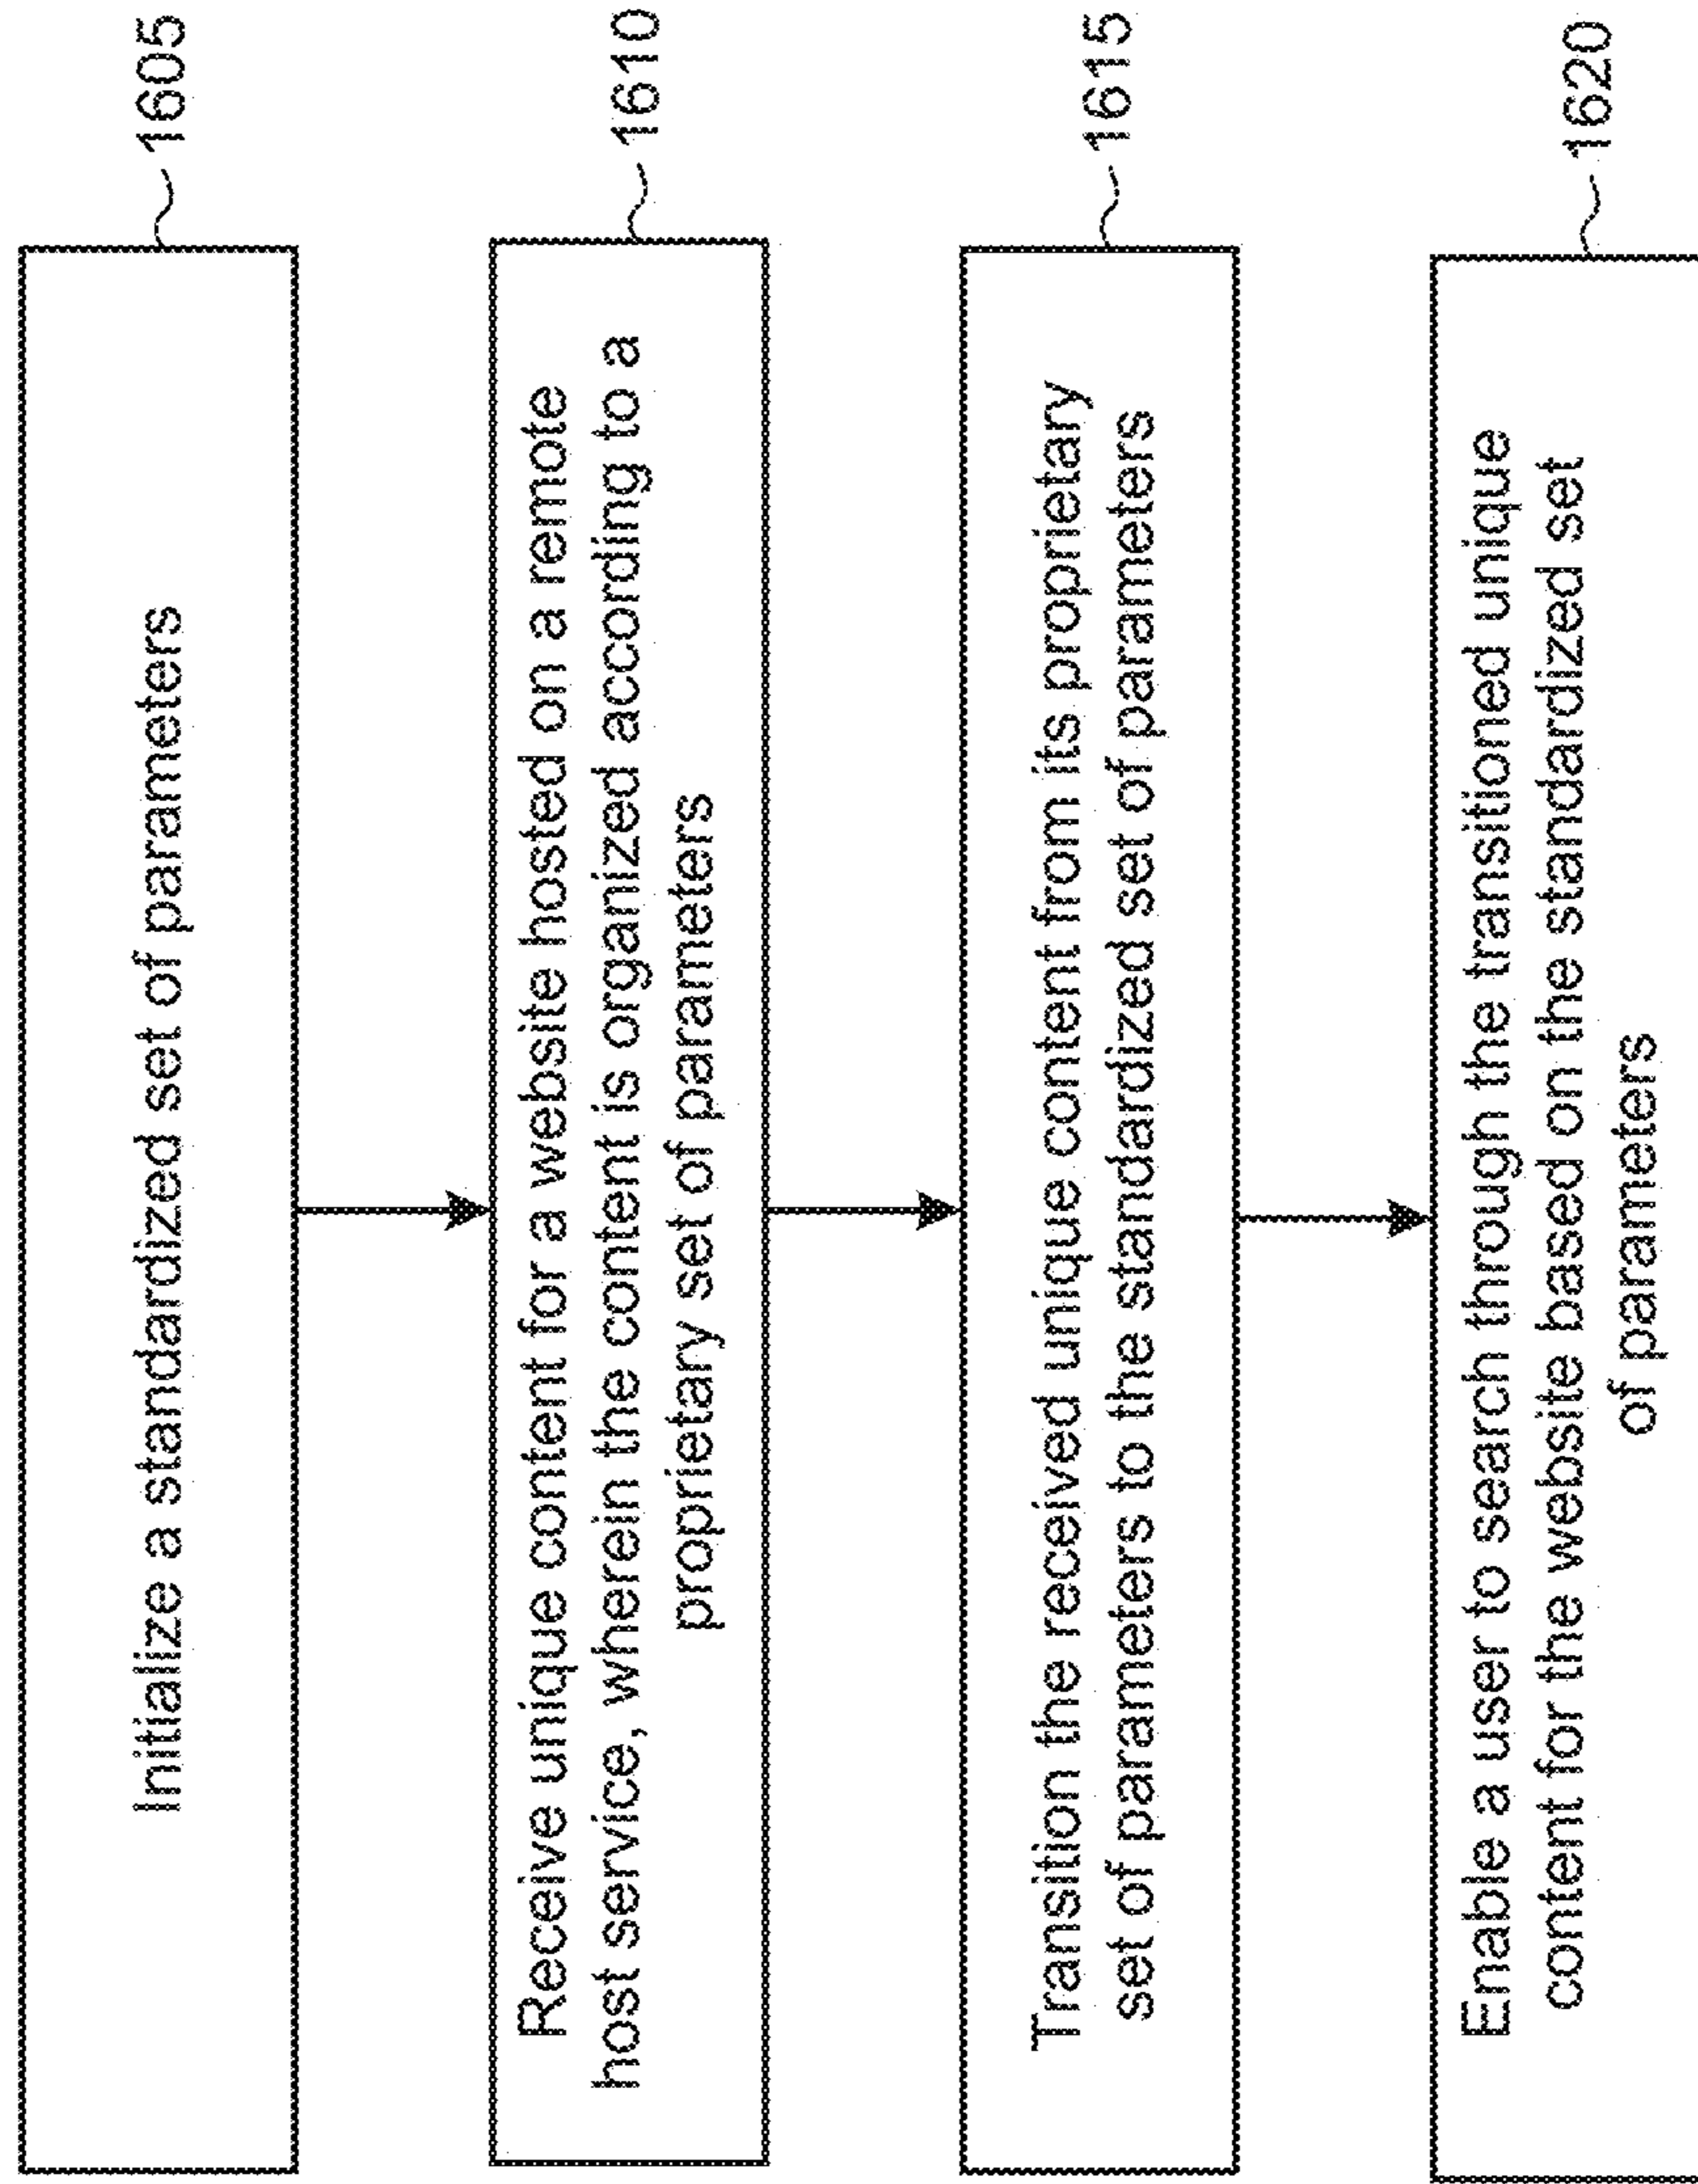 Initialize a standardized set of parameters
1605
Receive unique content for a website hosted on a remote
host service, wherein the content is organized according to a
proprietary set of parameters
1610
Transition the received unique content from its proprietary
set of parameters to the standardized set of parameters
1615
Enable a user to search through the transitioned unique
content for the website based on the standardized set
of parameters
1620